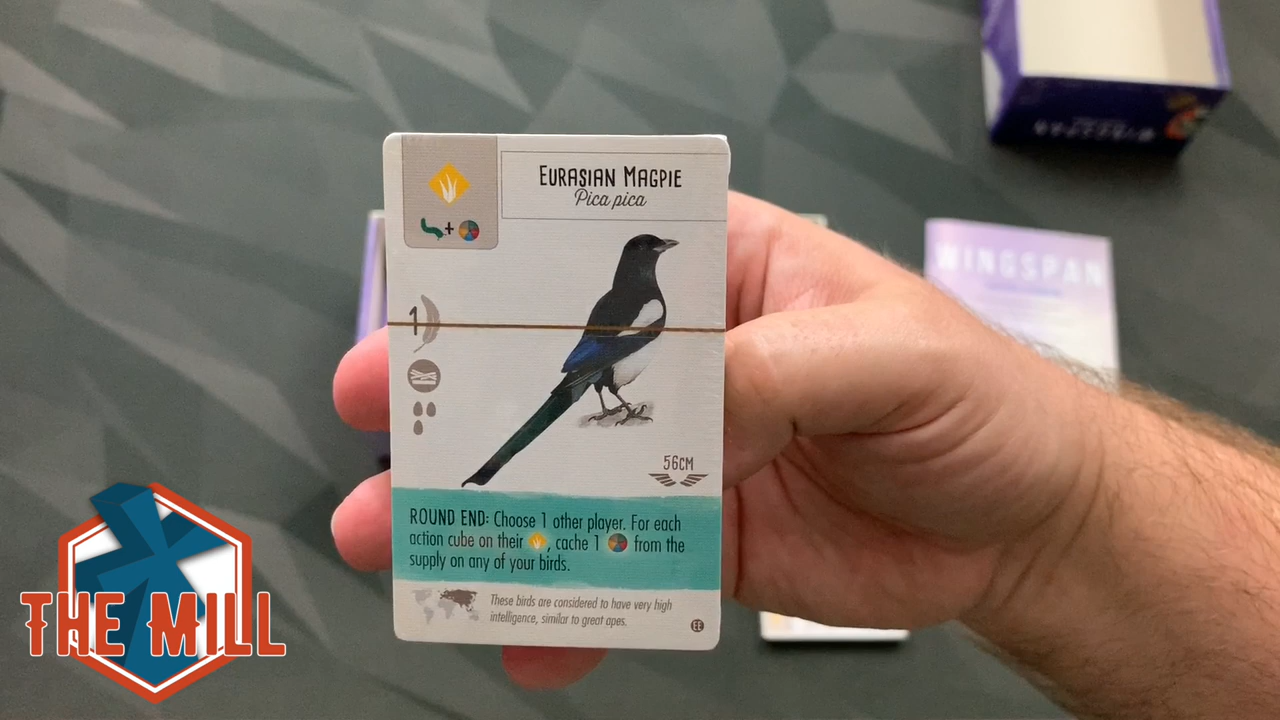 EURASIAN MAGPIE
Pica pica
+
1
56CM
ROUND END: Choose 1 other player. For each
action cube on their , cache 1 from the
supply on any of your birds.
These birds are considered to have very high
intelligence, similar to great apes.
EE
WINGSPAN
THE MILL